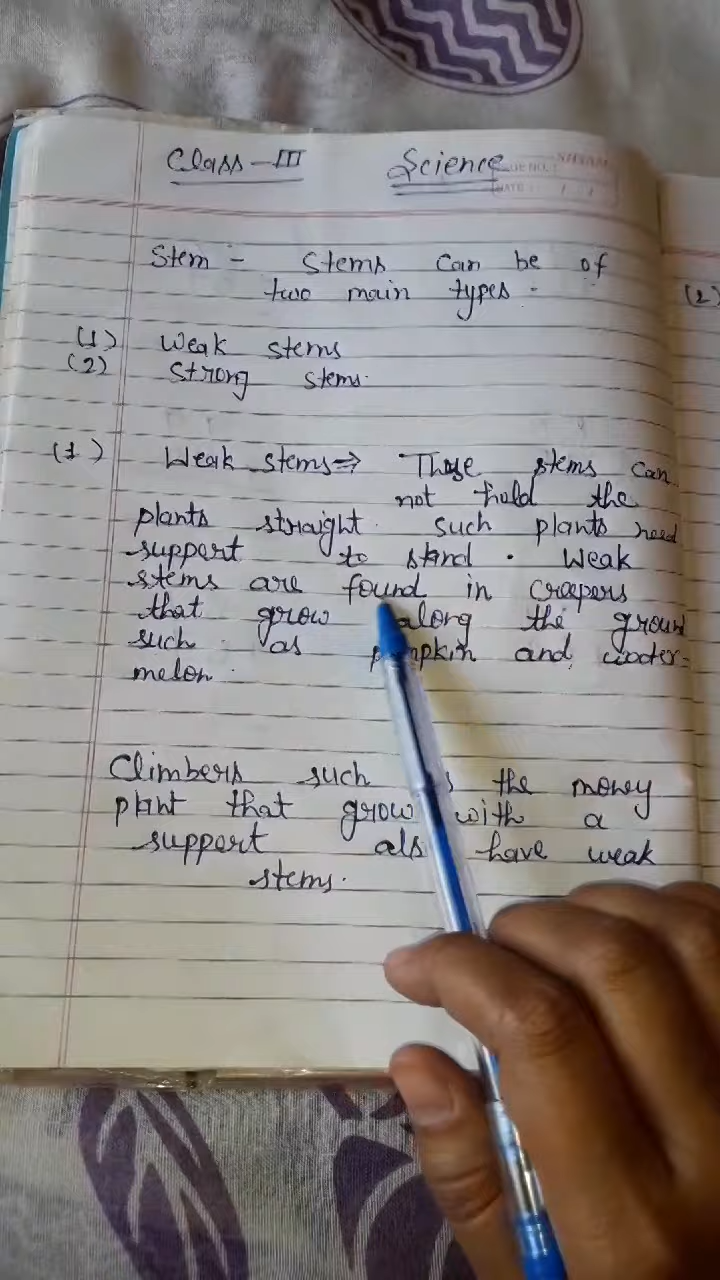 Class - III Science
Stem - Stems can be of
two main types -
(1) Weak stems
(2) Strong stems.
(1) Weak stems ⇒ These stems can
not hold the
plants straight. such plants need
support to stand. Weak
stems are found in creepers
that grow along the ground
such as pumpkin and water-
melon.
Climbers such the money
plant that grow with a
support als have weak
stems.
(2)